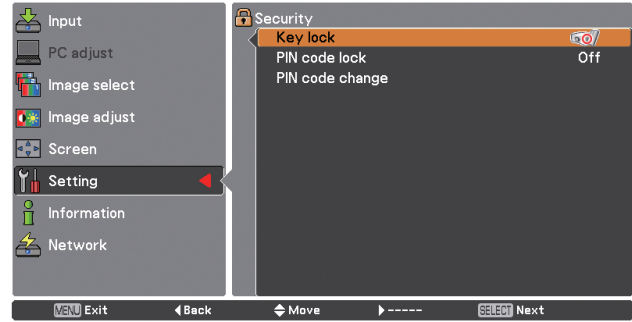 Input
PC adjust
Image select
Image adjust
Screen
Setting
Information
Network
Security
Key lock
PIN code lock Off
PIN code change
MENU Exit Back Move ----- SELECT Next